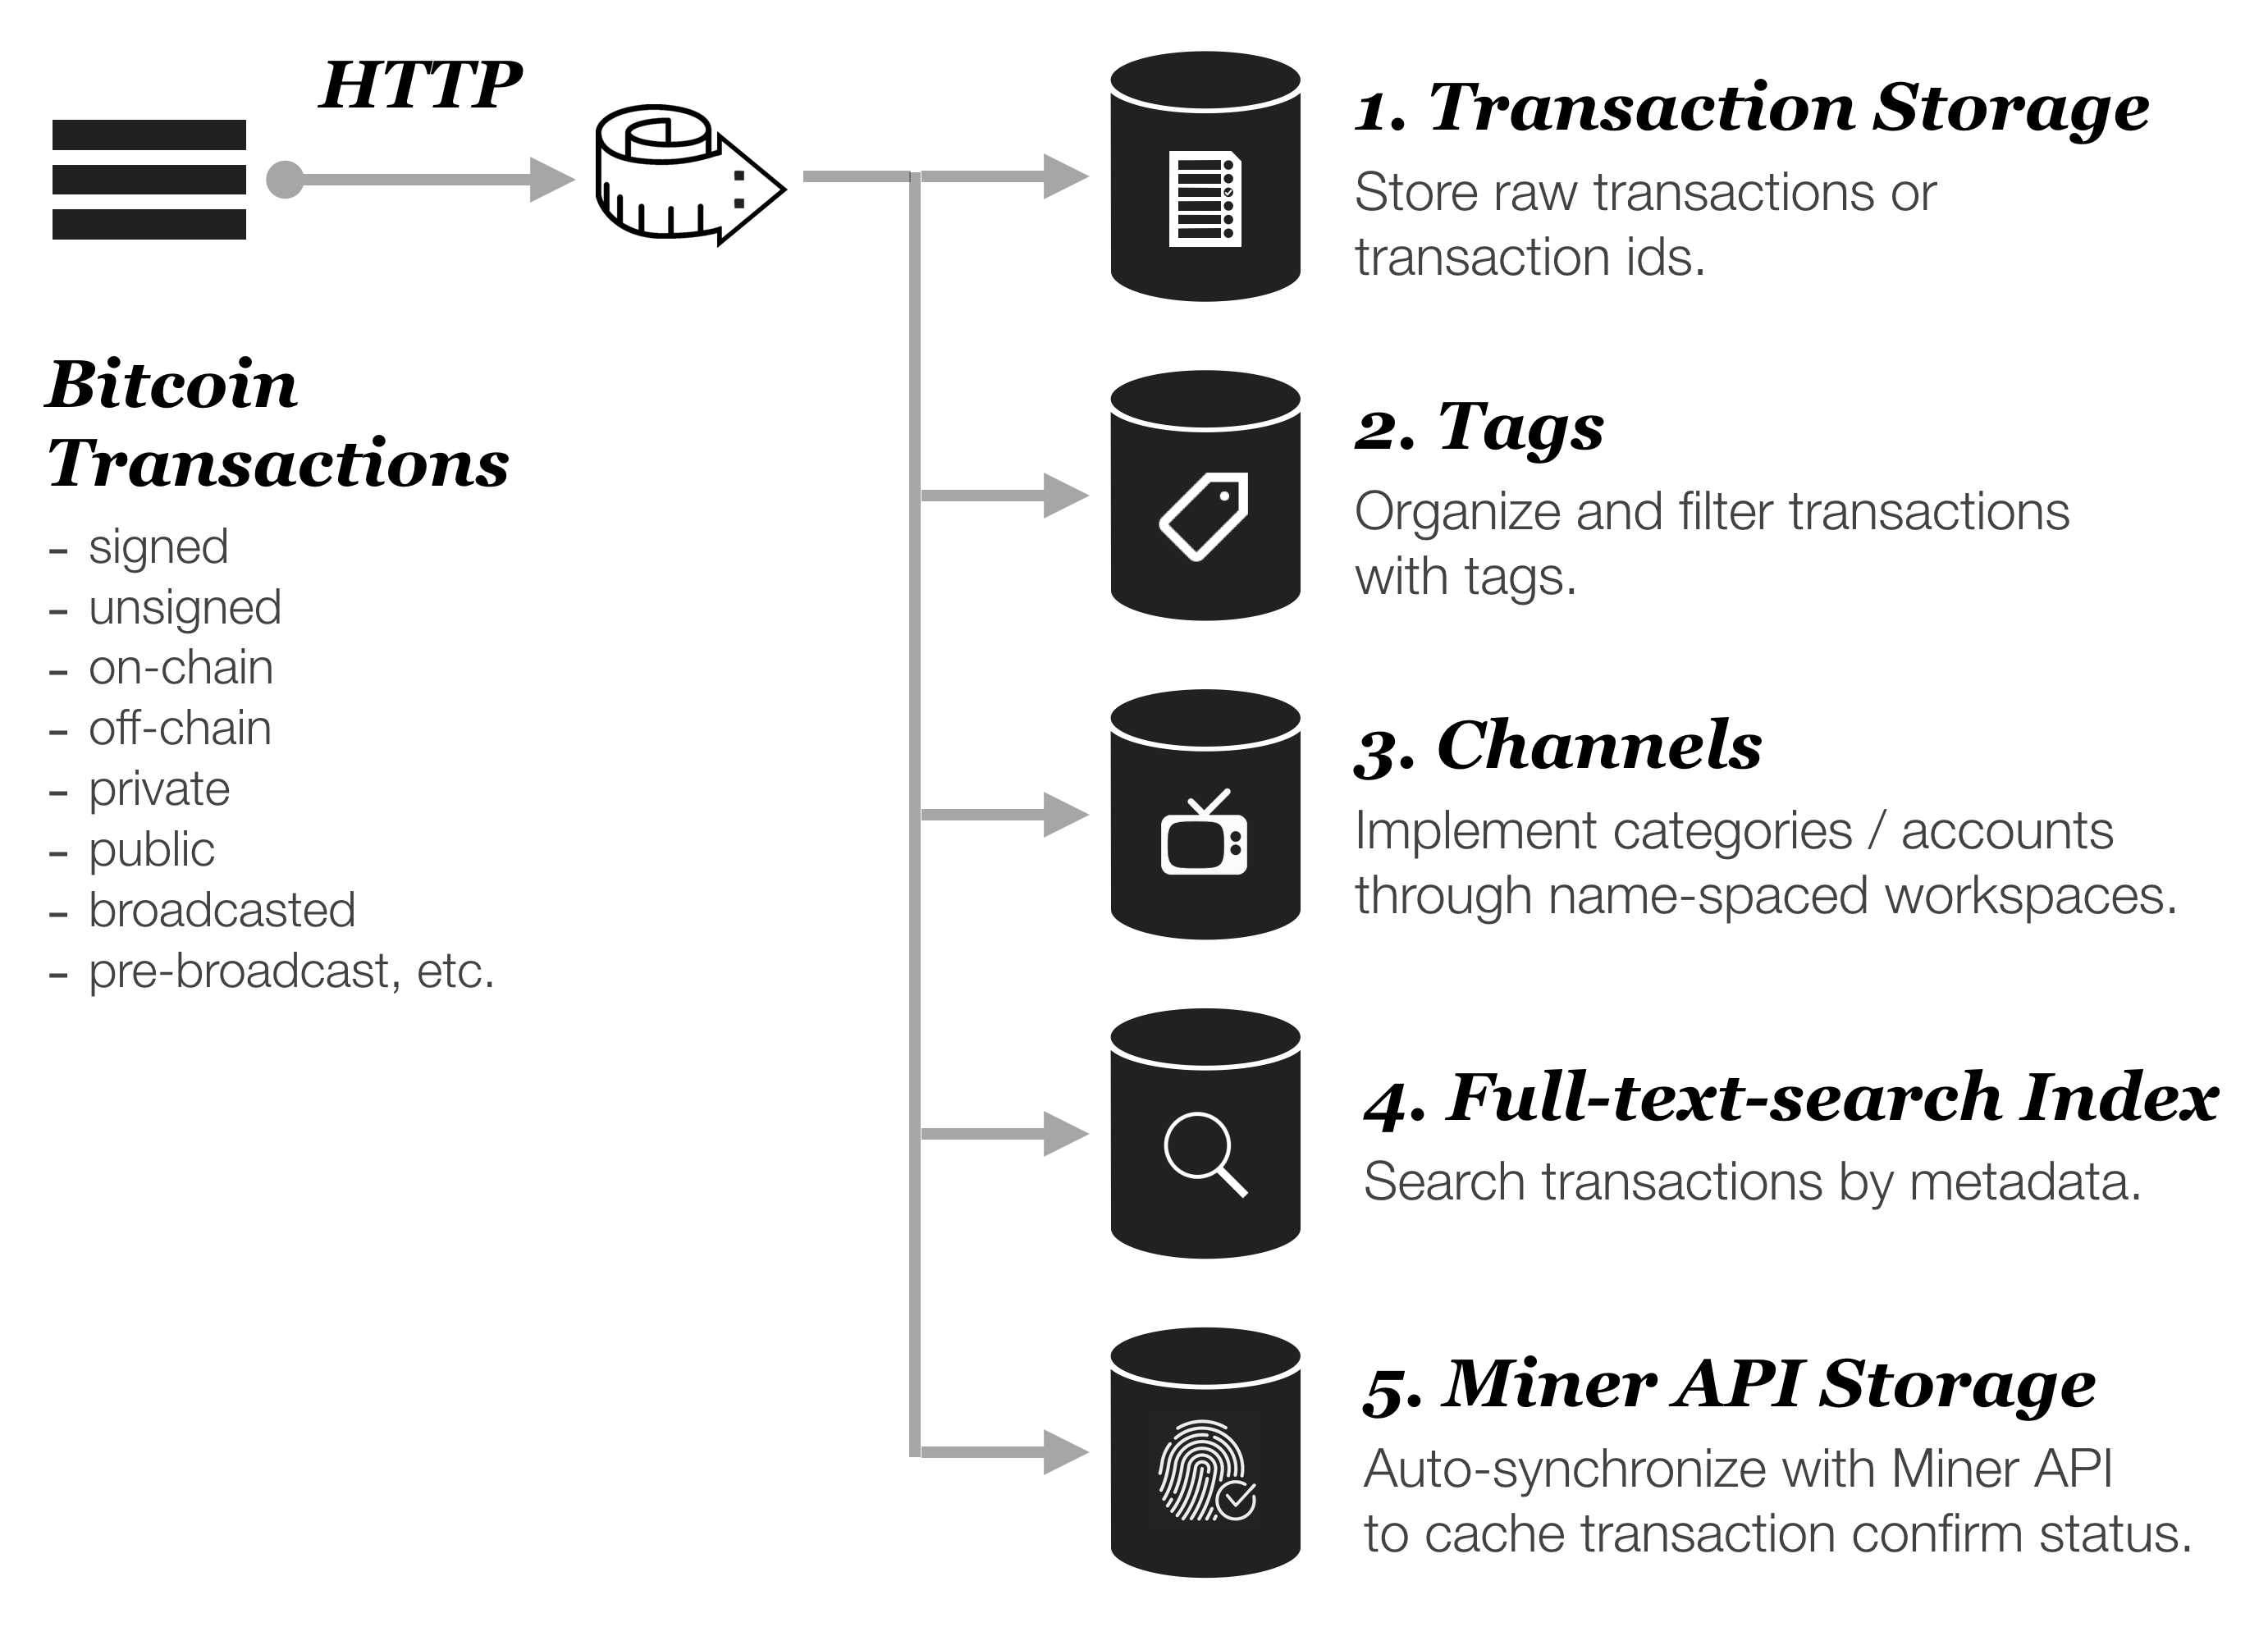 HTTP
Bitcoin
Transactions
- signed
- unsigned
- on-chain
- off-chain
- private
- public
- broadcasted
- pre-broadcast, etc.
1. Transaction Storage
Store raw transactions or
transaction ids.
2. Tags
Organize and filter transactions
with tags.
3. Channels
Implement categories / accounts
through name-spaced workspaces.
4. Full-text-search Index
Search transactions by metadata.
5. Miner API Storage
Auto-synchronize with Miner API
to cache transaction confirm status.